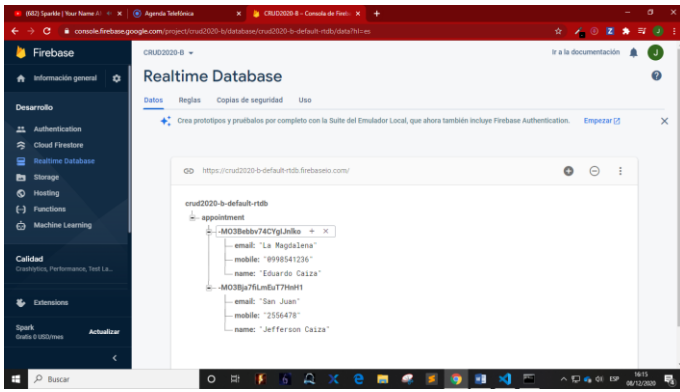 (682) Sparkle | Your Name A
Agenda Telefónica
CRUD2020-B – Consola de Fireb
console.firebase.google.com/project/crud2020-b/database/crud2020-b-default-rtdb/data?hl=es
Firebase
CRUD2020-B
Ir a la documentación
J
Información general
Realtime Database
Datos Reglas Copias de seguridad Uso
Desarrollo
Crea prototipos y pruébalos por completo con la Suite del Emulador Local, que ahora también incluye Firebase Authentication. Empezar
Authentication
Cloud Firestore
Realtime Database
Storage
Hosting
Functions
Machine Learning
https://crud2020-b-default-rtdb.firebaseio.com/
crud2020-b-default-rtdb
appointment
-MO3Bebbv74CYglJnlko
email: "La Magdalena"
mobile: "0998541236"
name: "Eduardo Caiza"
-MO3Bja7fiLmEuT7HnH1
email: "San Juan"
mobile: "2556478"
name: "Jefferson Caiza"
Calidad
Crashlytics, Performance, Test La...
Extensions
Spark
Gratis 0 USD/mes
Actualizar
Buscar
ESP
16:15
08/12/2020